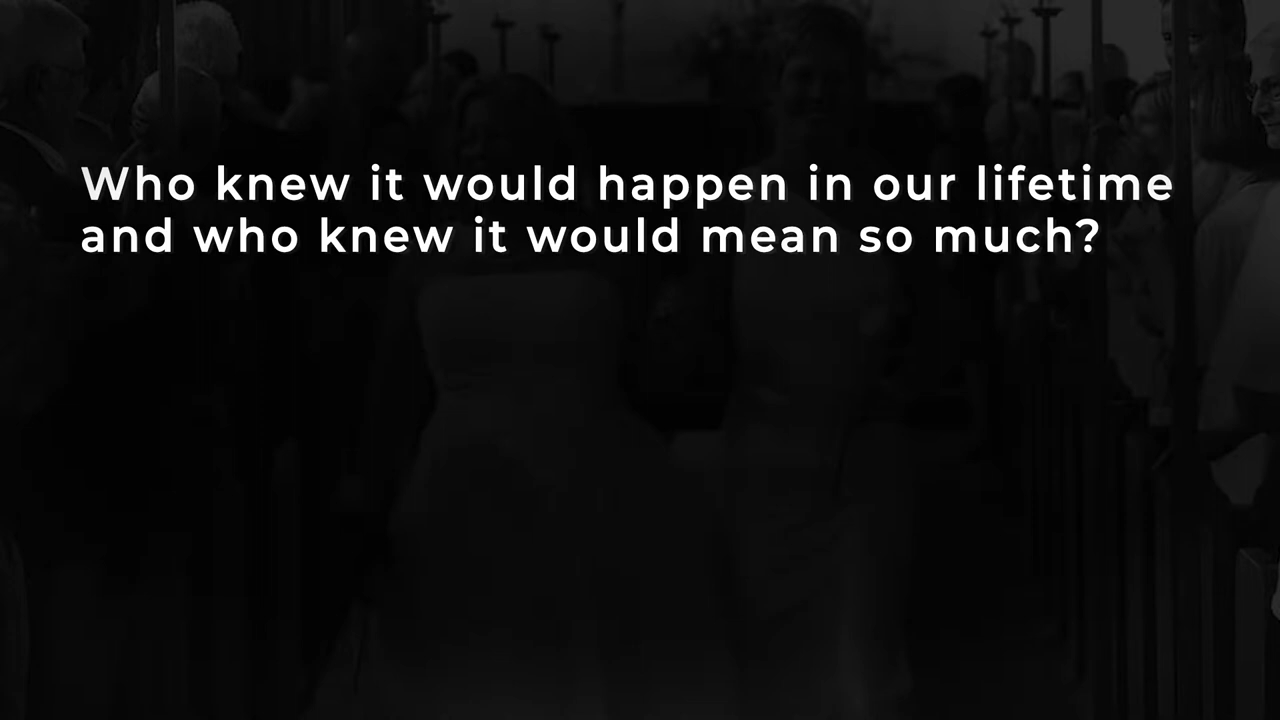 Who knew it would happen in our lifetime
and who knew it would mean so much?